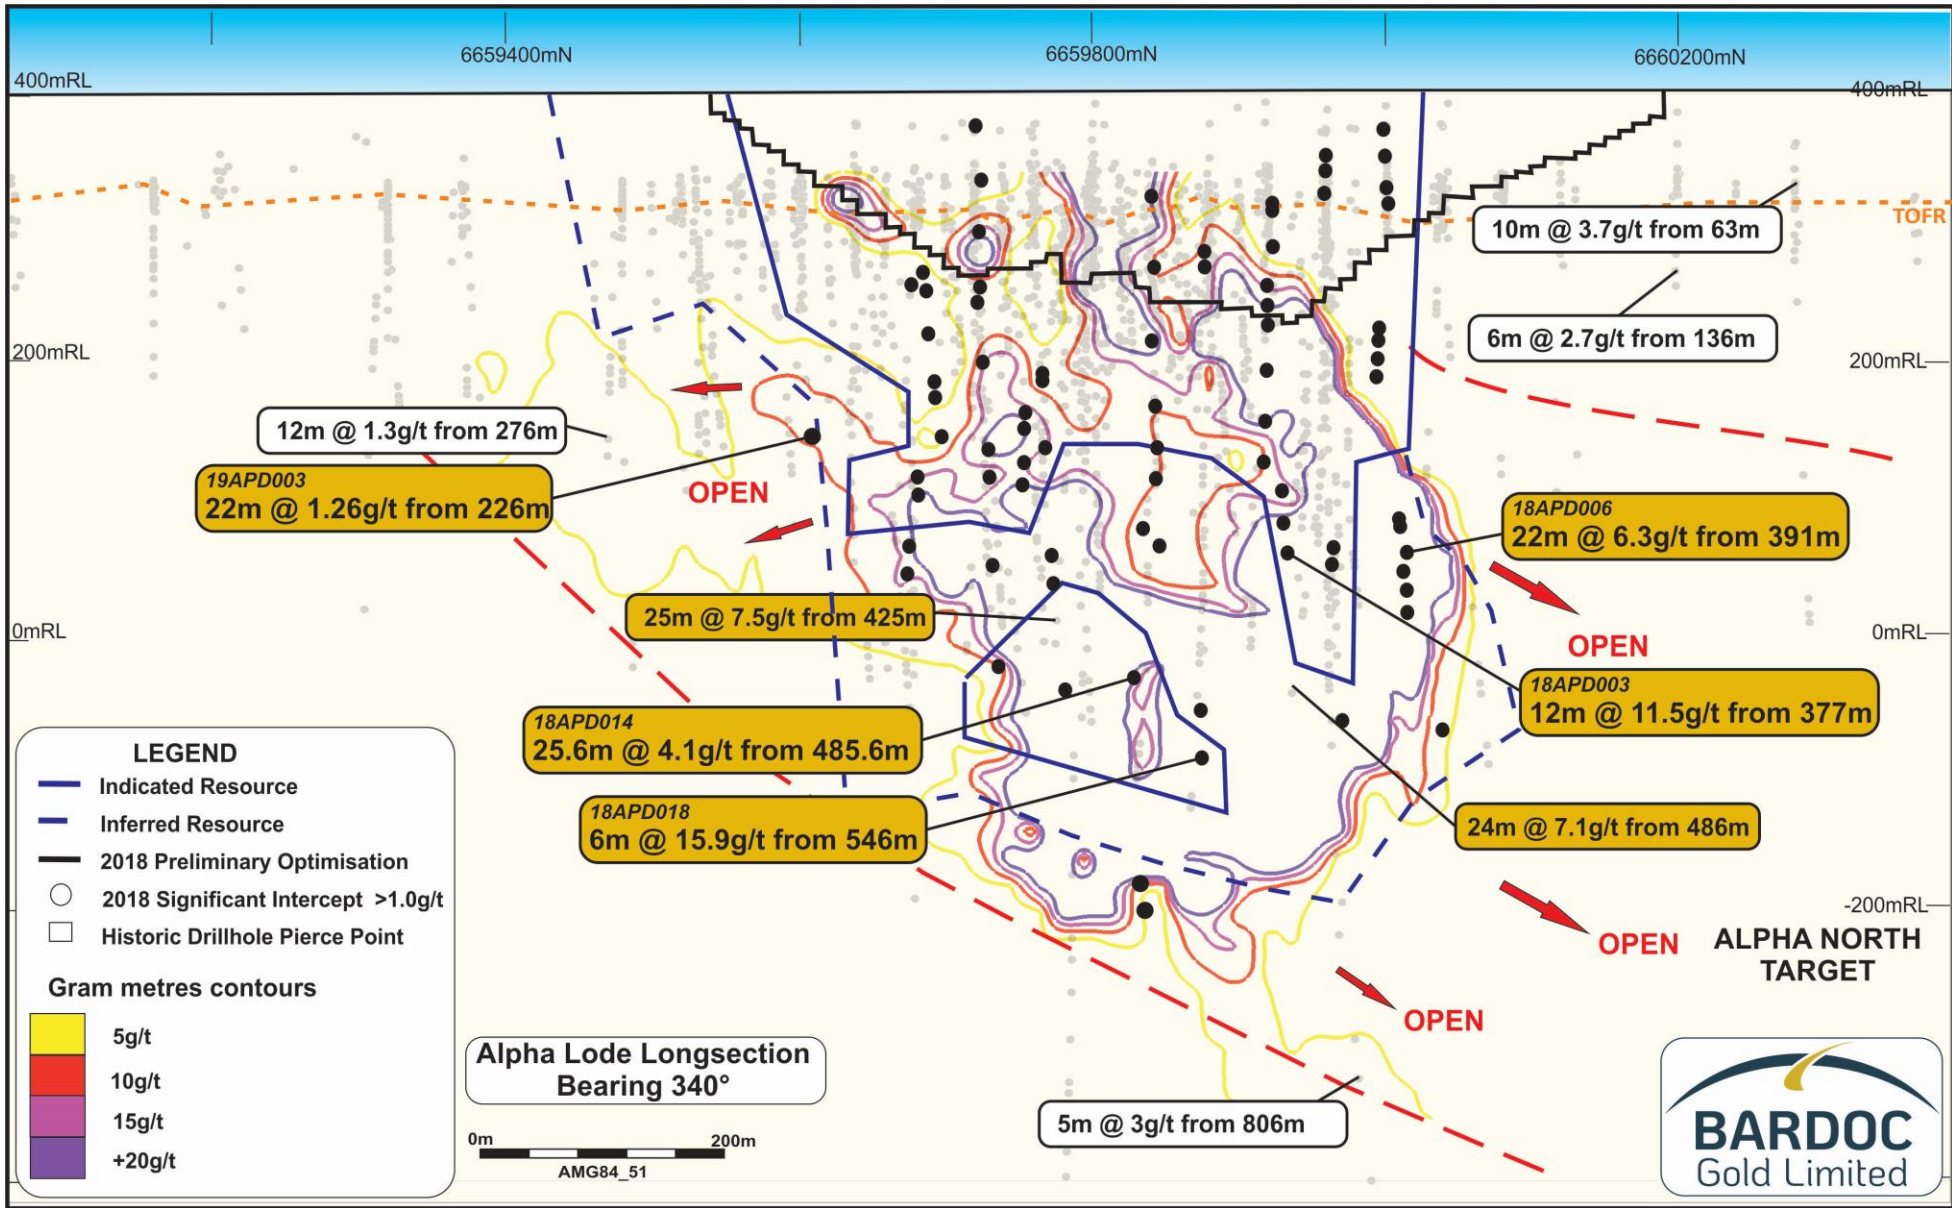 6659400mN
6659800mN
6660200mN
400mRL
400mRL
TOFR
10m @ 3.7g/t from 63m
6m @ 2.7g/t from 136m
200mRL
200mRL
12m @ 1.3g/t from 276m
19APD003
22m @ 1.26g/t from 226m
OPEN
18APD006
22m @ 6.3g/t from 391m
25m @ 7.5g/t from 425m
0mRL
0mRL
OPEN
18APD003
12m @ 11.5g/t from 377m
18APD014
25.6m @ 4.1g/t from 485.6m
18APD018
6m @ 15.9g/t from 546m
24m @ 7.1g/t from 486m
-200mRL
OPEN
ALPHA NORTH
TARGET
OPEN
LEGEND
Indicated Resource
Inferred Resource
2018 Preliminary Optimisation
2018 Significant Intercept >1.0g/t
Historic Drillhole Pierce Point
Gram metres contours
5g/t
10g/t
15g/t
+20g/t
Alpha Lode Longsection
Bearing 340°
0m
200m
AMG84_51
5m @ 3g/t from 806m
BARDOC
Gold Limited